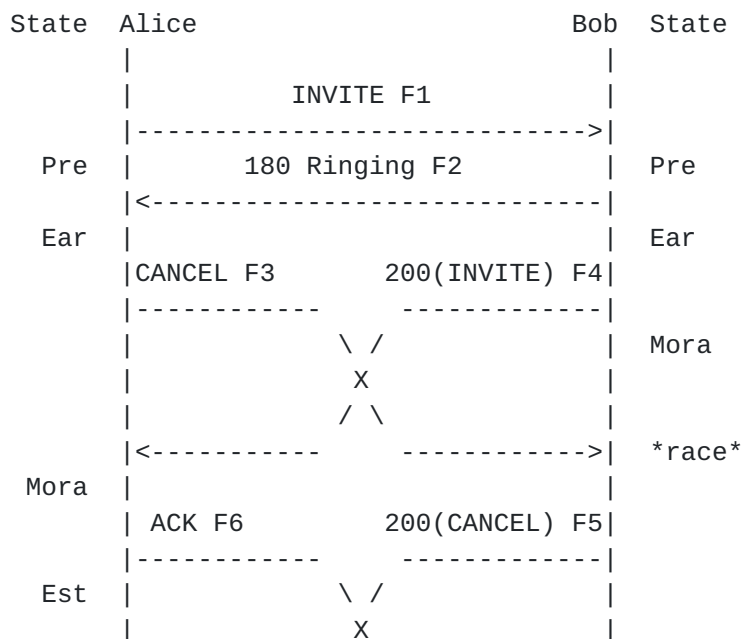 State  Alice                        Bob  State
       |                              |
       |          INVITE F1           |
       |----------------------------->|
  Pre  |       180 Ringing F2         |  Pre
       |<-----------------------------|
  Ear  |                              |  Ear
       |CANCEL F3       200(INVITE) F4|
       |------------     -------------|
       |             \ /              |  Mora
       |              X               |
       |             / \              |
       |<-----------     ------------>|  *race*
 Mora  |                              |
       | ACK F6         200(CANCEL) F5|
       |------------     -------------|
  Est  |             \ /              |
       |              X               |